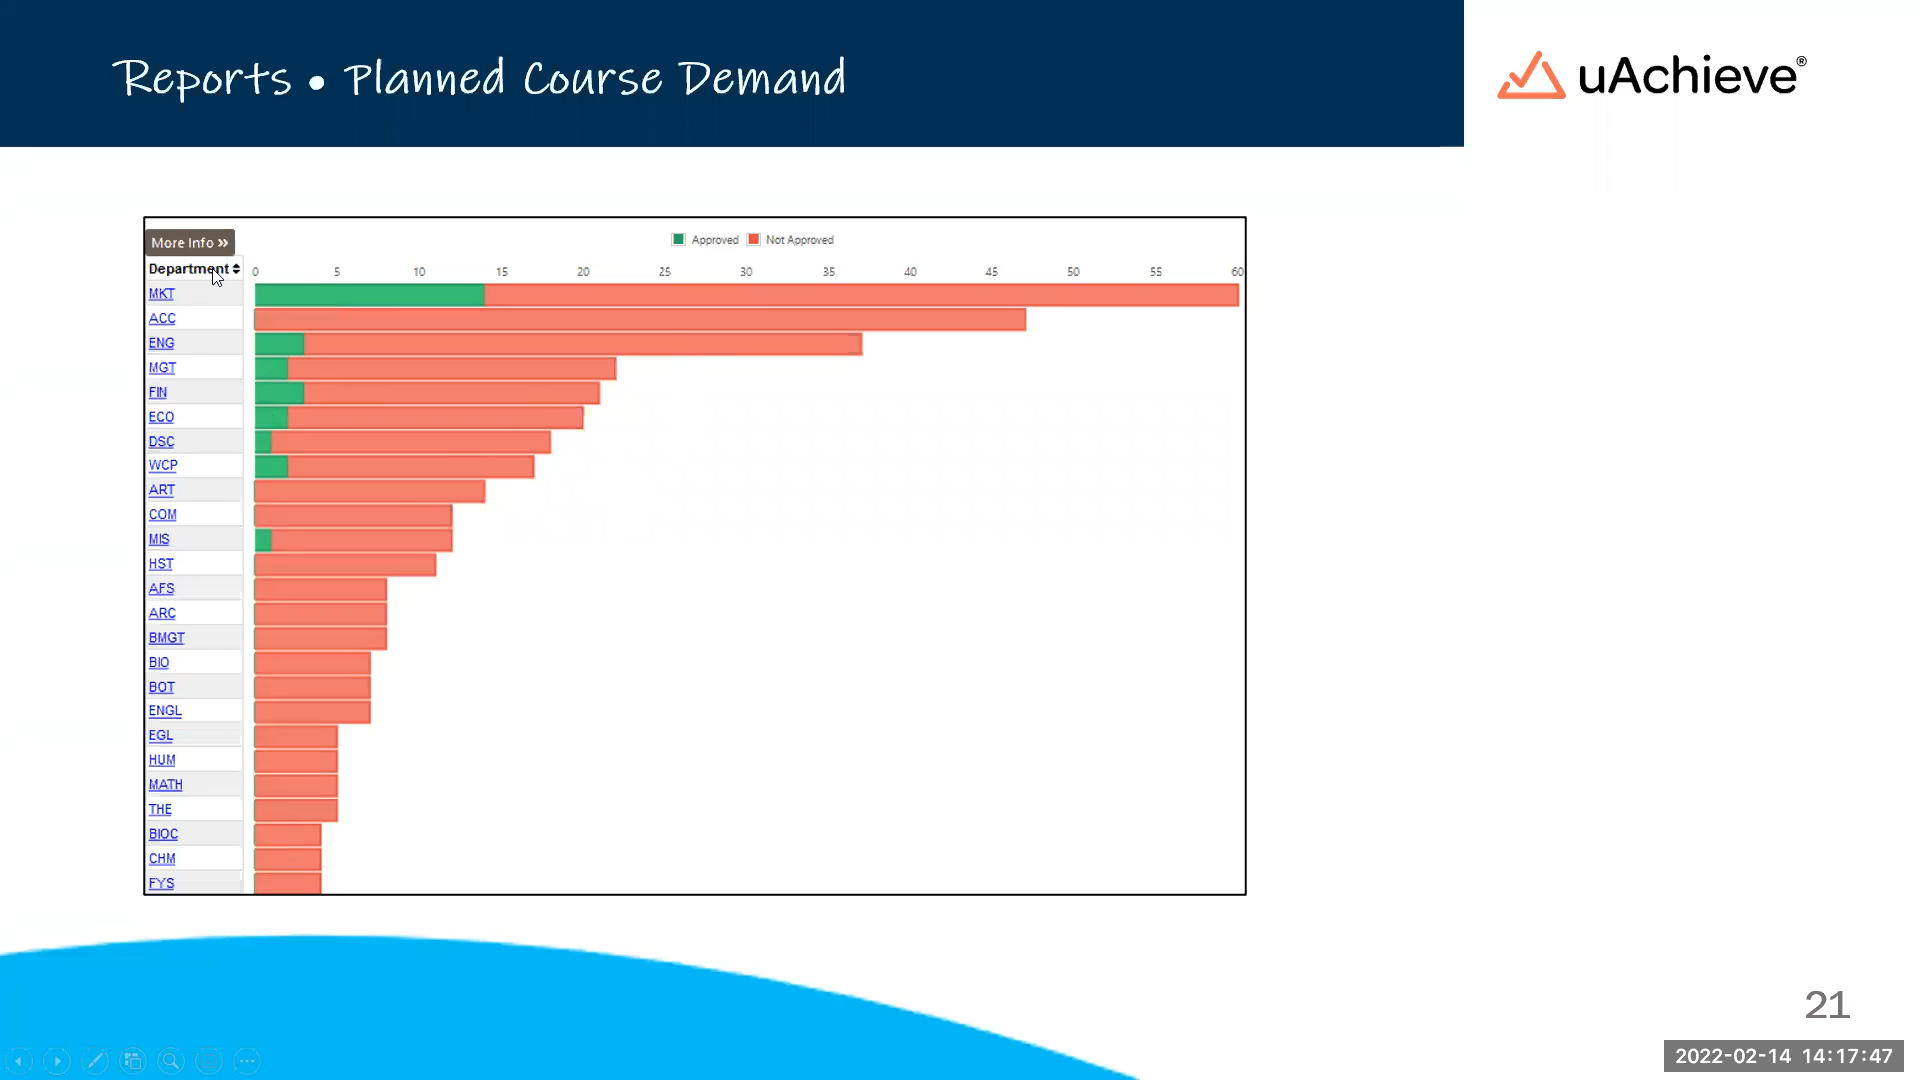 Reports • Planned Course Demand
uAchieve®
More Info »
Approved Not Approved
Department 0 5 10 15 20 25 30 35 40 45 50 55 60
MKT
ACC
ENG
MGT
FIN
ECO
DSC
WCP
ART
COM
MIS
HST
AFS
ARC
BMGT
BIO
BOT
ENGL
EGL
HUM
MATH
THE
BIOC
CHM
FYS
21
2022-02-14 14:17:47